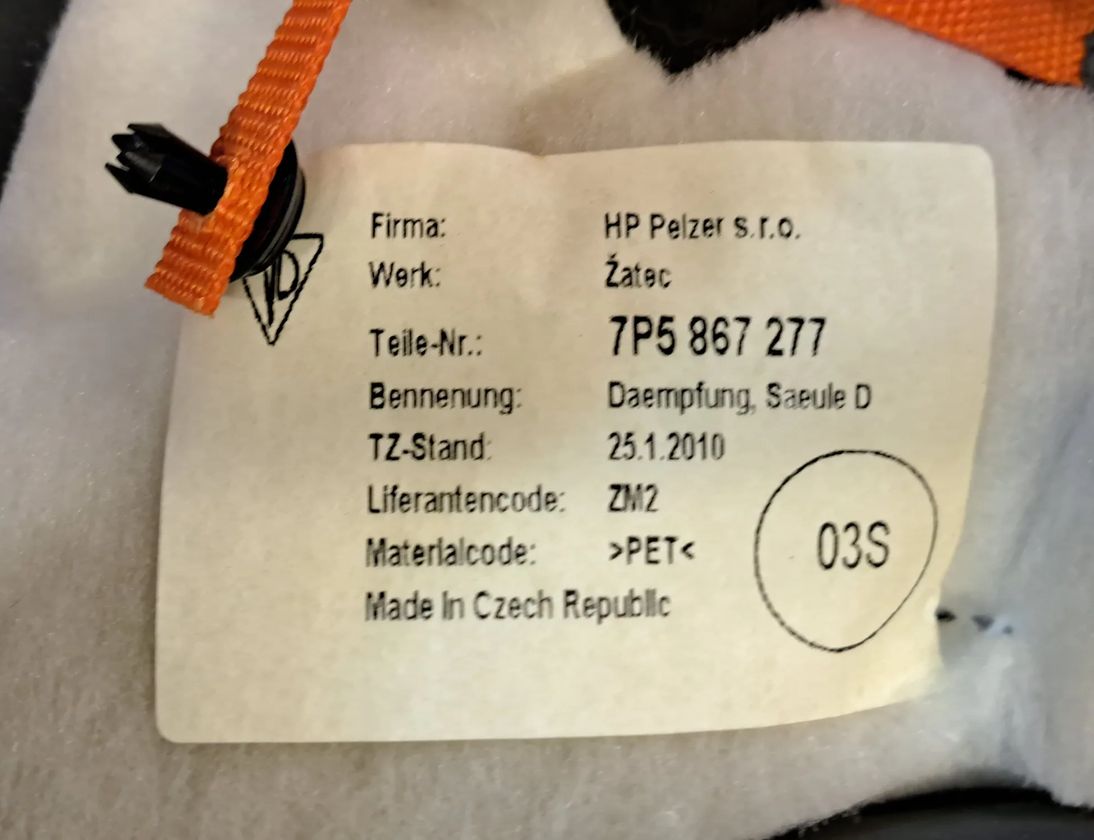 Firma: HP Pelzer s.r.o.
Werk: Žatec
Teile-Nr.: 7P5 867 277
Bennenung: Daempfung, Saeule D
TZ-Stand: 25.1.2010
Liferantencode: ZM2
Materialcode: >PET<
03S
Made in Czech Republic